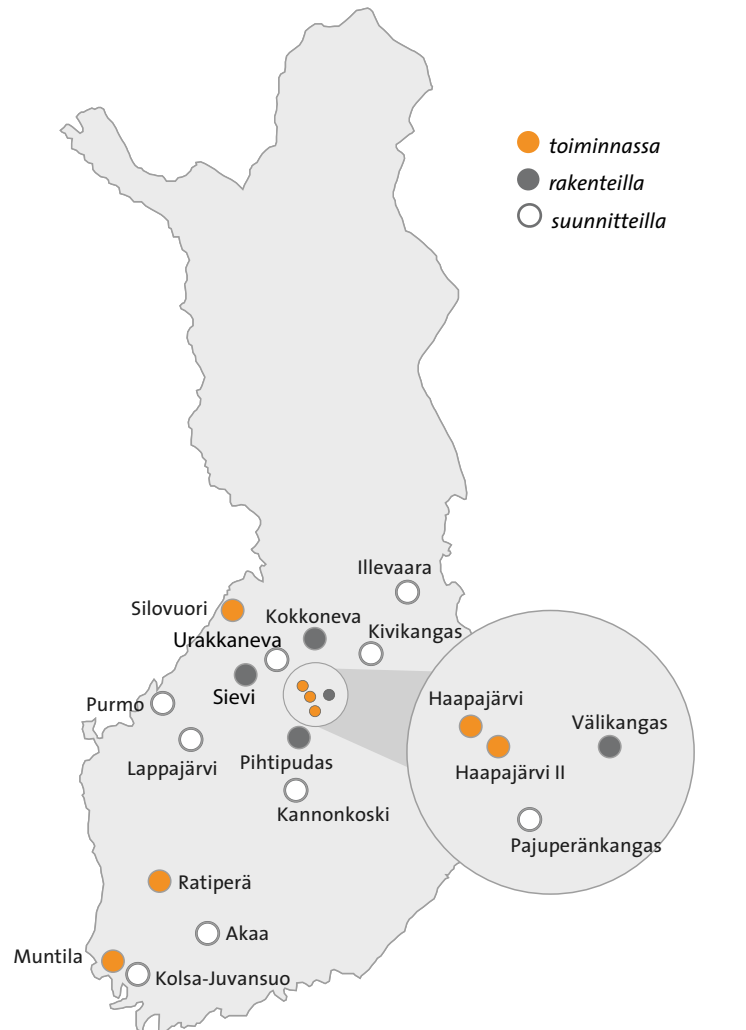 toiminnassa
rakenteilla
suunnitteilla
Illevaara
Silovuori
Kokkoneva
Urakkaneva
Kivikangas
Sievi
Purmo
Haapajärvi
Välikangas
Lappajärvi
Pihtipudas
Haapajärvi II
Kannonkoski
Pajuperänkangas
Ratiperä
Akaa
Muntila
Kolsa-Juvansuo